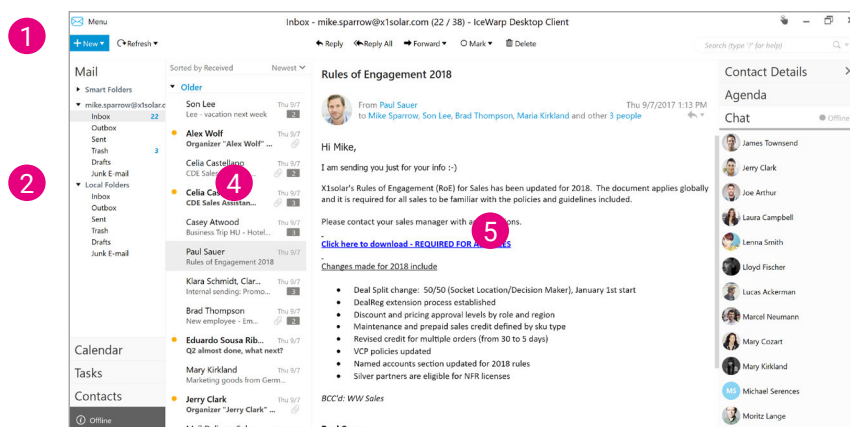 Menu
Inbox - mike.sparrow@x1solar.com (22 / 38) - IceWarp Desktop Client
1
+ New
Refresh
Reply
Reply All
Forward
Mark
Delete
Search (type '?' for help)
Mail
Smart Folders
mike.sparrow@x1solar.c
Inbox 22
Outbox
Sent
Trash 3
Drafts
Junk E-mail
2
Local Folders
Inbox
Outbox
Sent
Trash
Drafts
Junk E-mail
Calendar
Tasks
Contacts
Offline
Sorted by Received Newest
Older
Son Lee Thu 9/7
Lee - vacation next week 2
Alex Wolf Thu 9/7
Organizer "Alex Wolf" ...
Celia Castellano Thu 9/7
CDE Sales 2
4
Celia Thu 9/7
CDE Sales Assistan... 1
Casey Atwood Thu 9/7
Business Trip HU - Hotel... 1
Paul Sauer Thu 9/7
Rules of Engagement 2018
Klara Schmidt, Clar... Thu 9/7
Internal sending: Promo... 3
Brad Thompson Thu 9/7
New employee - Em... 2
Eduardo Sousa Rib... Thu 9/7
Q2 almost done, what next?
Mary Kirkland Thu 9/7
Marketing goods from Germ...
Jerry Clark Thu 9/7
Organizer "Jerry Clark" ...
Rules of Engagement 2018
From Paul Sauer Thu 9/7/2017 1:13 PM
to Mike Sparrow, Son Lee, Brad Thompson, Maria Kirkland and other 3 people
Hi Mike,
I am sending you just for your info :-)
X1solar's Rules of Engagement (RoE) for Sales has been updated for 2018. The document applies globally
and it is required for all sales to be familiar with the policies and guidelines included.
Please contact your sales manager with
5
Click here to download - REQUIRED FOR
Changes made for 2018 include
• Deal Split change: 50/50 (Socket Location/Decision Maker), January 1st start
• DealReg extension process established
• Discount and pricing approval levels by role and region
• Maintenance and prepaid sales credit defined by sku type
• Revised credit for multiple orders (from 30 to 5 days)
• VCP policies updated
• Named accounts section updated for 2018 rules
• Silver partners are eligible for NFR licenses
BCC'd: WW Sales
Contact Details
Agenda
Chat Offline
James Townsend
Jerry Clark
Joe Arthur
Laura Campbell
Lenna Smith
Lloyd Fischer
Lucas Ackerman
Marcel Neumann
Mary Cozart
Mary Kirkland
MS Michael Serences
Moritz Lange